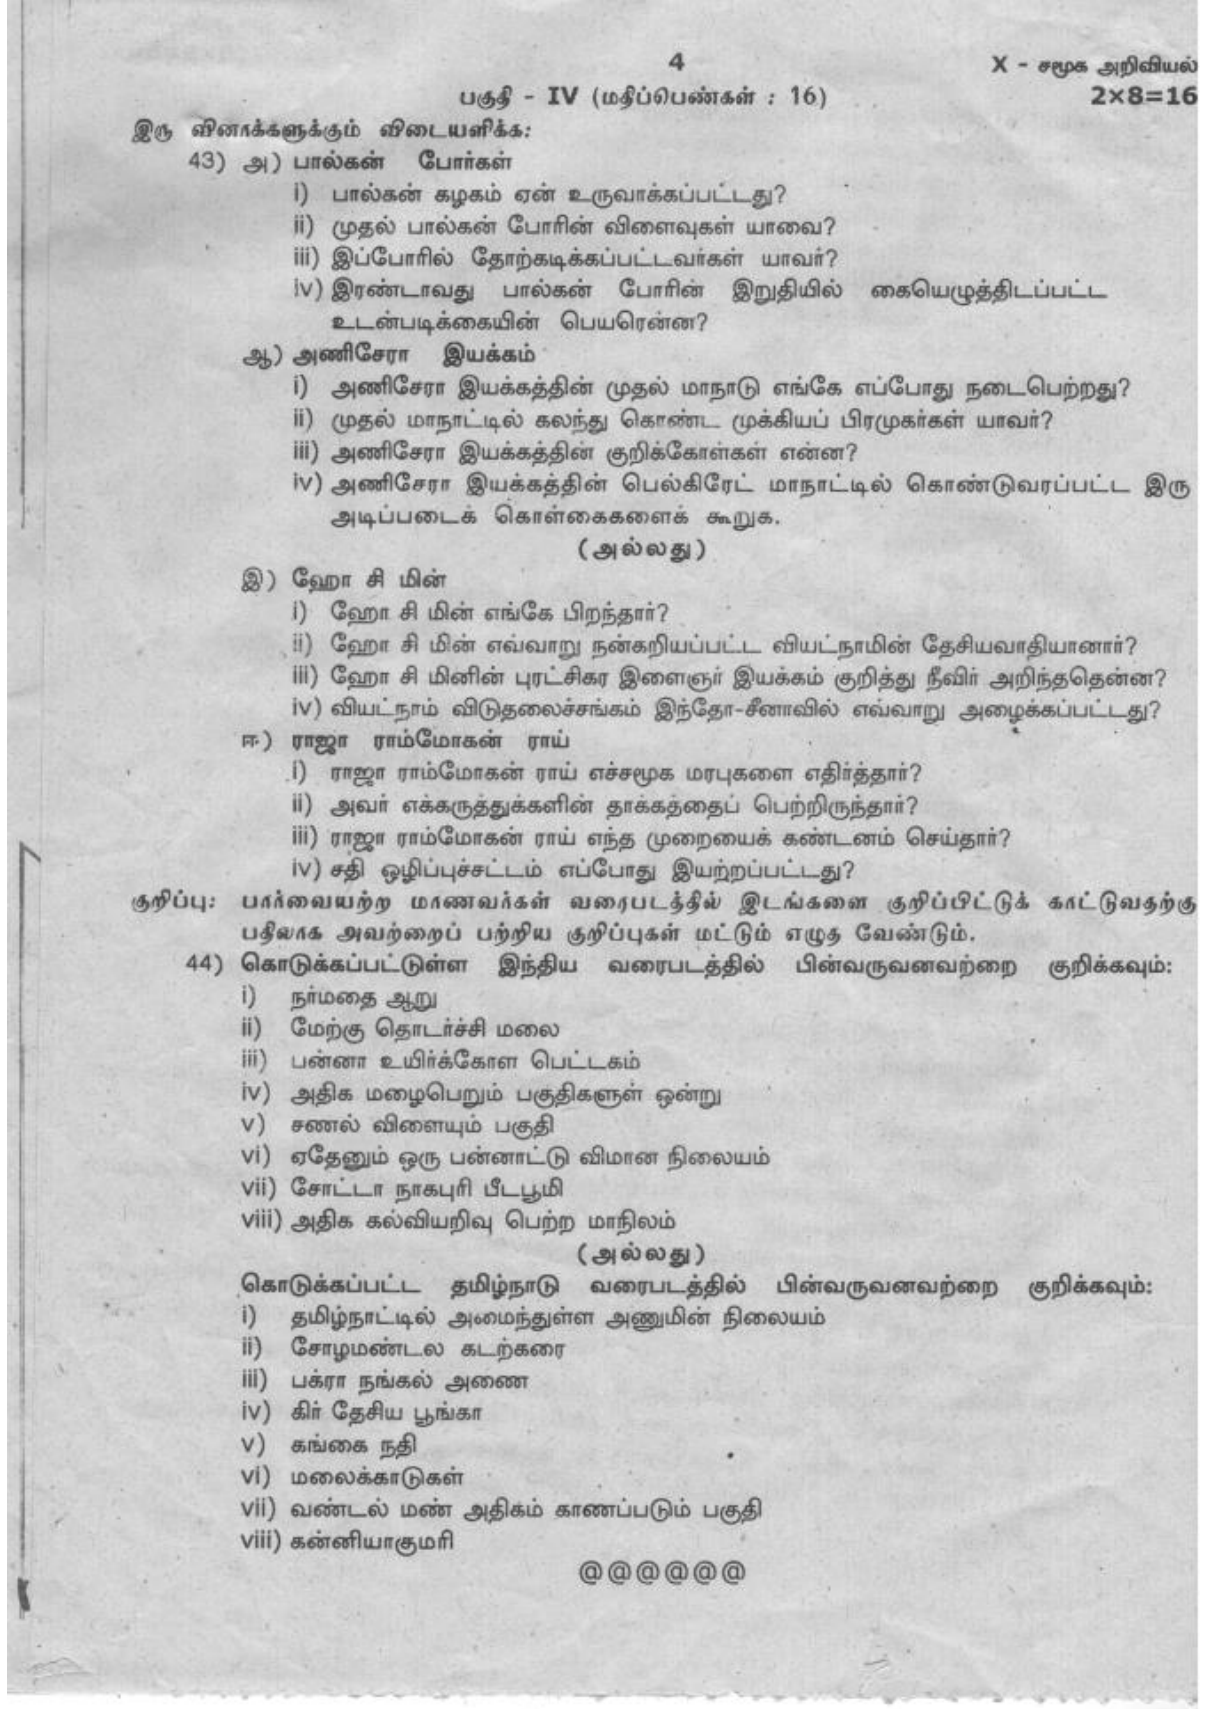 4
X - சமூக அறிவியல்
பகுதி - IV (மதிப்பெண்கள் : 16)
2×8=16
இரு வினாக்களுக்கும் விடையளிக்க:
43) அ) பால்கன் போர்கள்
i) பால்கன் கழகம் ஏன் உருவாக்கப்பட்டது?
ii) முதல் பால்கன் போரின் விளைவுகள் யாவை?
iii) இப்போரில் தோற்கடிக்கப்பட்டவர்கள் யாவர்?
iv) இரண்டாவது பால்கன் போரின் இறுதியில் கையெழுத்திடப்பட்ட
உடன்படிக்கையின் பெயரென்ன?
ஆ) அணிசேரா இயக்கம்
i) அணிசேரா இயக்கத்தின் முதல் மாநாடு எங்கே எப்போது நடைபெற்றது?
ii) முதல் மாநாட்டில் கலந்து கொண்ட முக்கியப் பிரமுகர்கள் யாவர்?
iii) அணிசேரா இயக்கத்தின் குறிக்கோள்கள் என்ன?
iv) அணிசேரா இயக்கத்தின் பெல்கிரேட் மாநாட்டில் கொண்டுவரப்பட்ட இரு
அடிப்படைக் கொள்கைகளைக் கூறுக.
(அல்லது)
இ) ஹோ சி மின்
i) ஹோ சி மின் எங்கே பிறந்தார்?
ii) ஹோ சி மின் எவ்வாறு நன்கறியப்பட்ட வியட்நாமின் தேசியவாதியானார்?
iii) ஹோ சி மினின் புரட்சிகர இளைஞர் இயக்கம் குறித்து நீவிர் அறிந்ததென்ன?
iv) வியட்நாம் விடுதலைச்சங்கம் இந்தோ-சீனாவில் எவ்வாறு அழைக்கப்பட்டது?
ஈ) ராஜா ராம்மோகன் ராய்
i) ராஜா ராம்மோகன் ராய் எச்சமூக மரபுகளை எதிர்த்தார்?
ii) அவர் எக்கருத்துக்களின் தாக்கத்தைப் பெற்றிருந்தார்?
iii) ராஜா ராம்மோகன் ராய் எந்த முறையைக் கண்டனம் செய்தார்?
iv) சதி ஒழிப்புச்சட்டம் எப்போது இயற்றப்பட்டது?
குறிப்பு: பார்வையற்ற மாணவர்கள் வரைபடத்தில் இடங்களை குறிப்பிட்டுக் காட்டுவதற்கு
பதிலாக அவற்றைப் பற்றிய குறிப்புகள் மட்டும் எழுத வேண்டும்.
44) கொடுக்கப்பட்டுள்ள இந்திய வரைபடத்தில் பின்வருவனவற்றை குறிக்கவும்:
i) நர்மதை ஆறு
ii) மேற்கு தொடர்ச்சி மலை
iii) பன்னா உயிர்க்கோள பெட்டகம்
iv) அதிக மழைபெறும் பகுதிகளுள் ஒன்று
v) சணல் விளையும் பகுதி
vi) ஏதேனும் ஒரு பன்னாட்டு விமான நிலையம்
vii) சோட்டா நாகபுரி பீடபூமி
viii) அதிக கல்வியறிவு பெற்ற மாநிலம்
(அல்லது)
கொடுக்கப்பட்ட தமிழ்நாடு வரைபடத்தில் பின்வருவனவற்றை குறிக்கவும்:
i) தமிழ்நாட்டில் அமைந்துள்ள அணுமின் நிலையம்
ii) சோழமண்டல கடற்கரை
iii) பக்ரா நங்கல் அணை
iv) கிர் தேசிய பூங்கா
v) கங்கை நதி
vi) மலைக்காடுகள்
vii) வண்டல் மண் அதிகம் காணப்படும் பகுதி
viii) கன்னியாகுமரி
@@@@@@